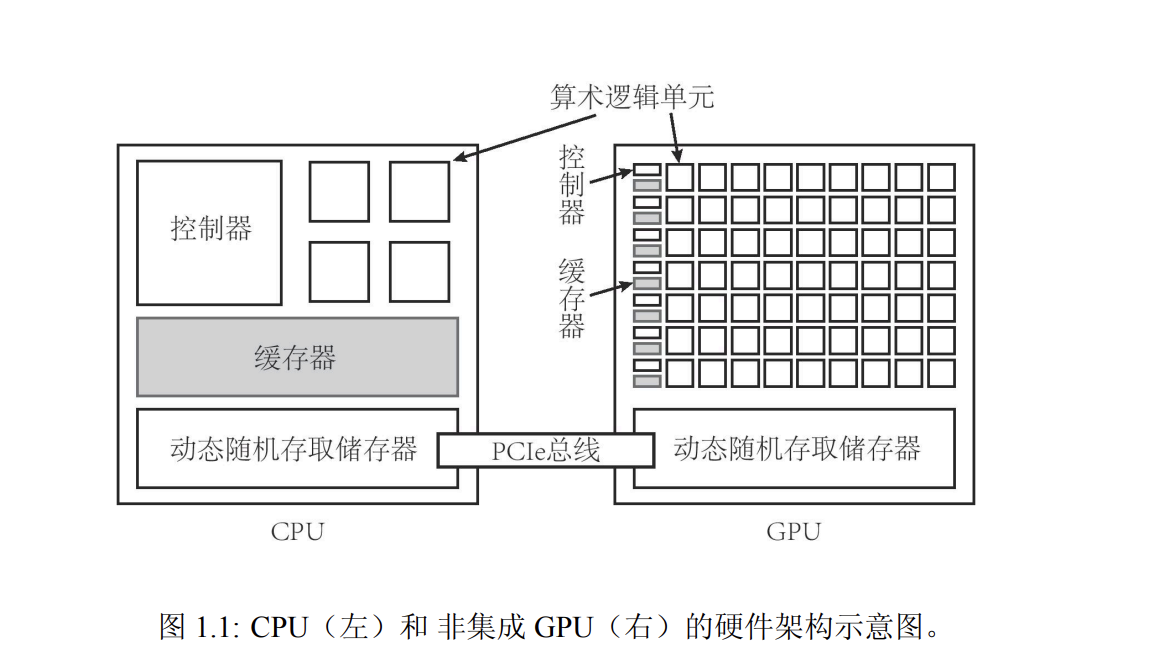 算术逻辑单元
控制器
控制器
缓存器
缓存器
动态随机存取储存器
PCIe总线
动态随机存取储存器
CPU
GPU
图 1.1: CPU（左）和 非集成 GPU（右）的硬件架构示意图。